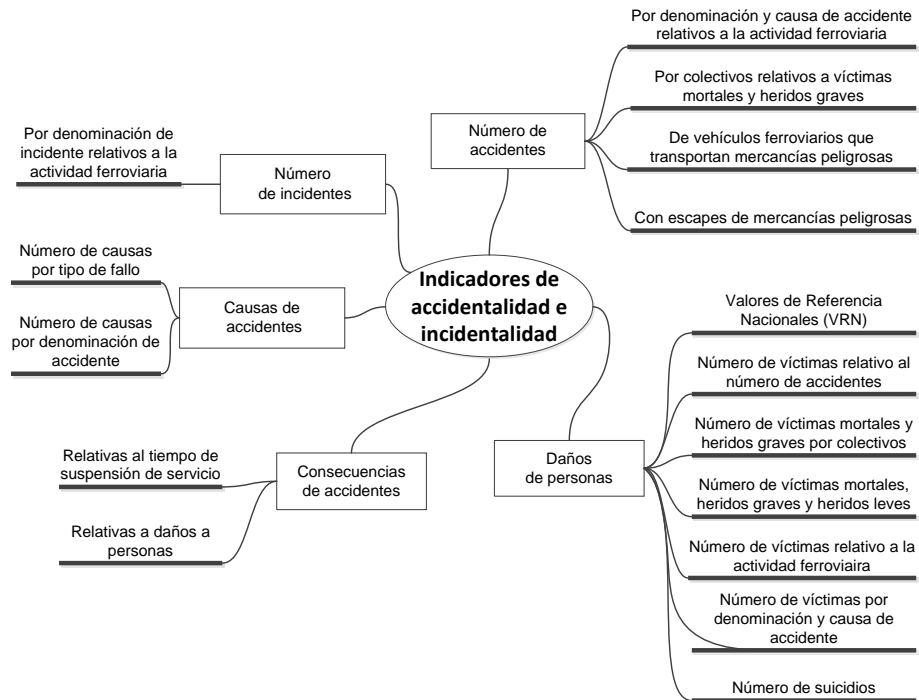 Por denominación y causa de accidente
relativos a la actividad ferroviaria
Por colectivos relativos a víctimas
mortales y heridos graves
De vehículos ferroviarios que
transportan mercancías peligrosas
Con escapes de mercancías peligrosas
Número de
accidentes
Por denominación de
incidente relativos a la
actividad ferroviaria
Número
de incidentes
Número de causas
por tipo de fallo
Número de causas
por denominación de
accidente
Causas de
accidentes
Indicadores de
accidentalidad e
incidentalidad
Relativas al tiempo de
suspensión de servicio
Relativas a daños a
personas
Consecuencias
de accidentes
Daños
de personas
Valores de Referencia
Nacionales (VRN)
Número de víctimas relativo al
número de accidentes
Número de víctimas mortales y
heridos graves por colectivos
Número de víctimas mortales,
heridos graves y heridos leves
Número de víctimas relativo a la
actividad ferroviaira
Número de víctimas por
denominación y causa de
accidente
Número de suicidios